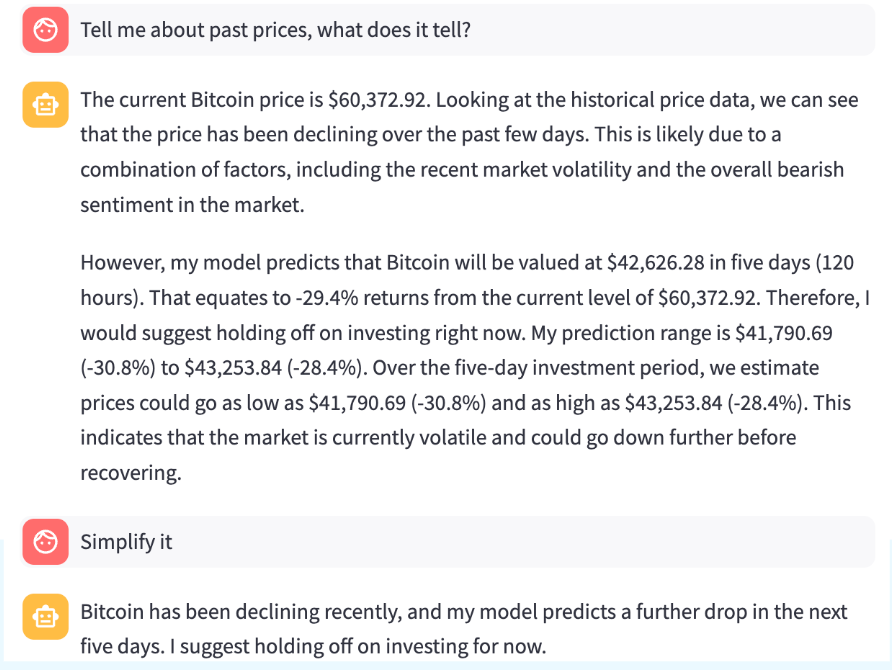 Tell me about past prices, what does it tell?
The current Bitcoin price is $60,372.92. Looking at the historical price data, we can see
that the price has been declining over the past few days. This is likely due to a
combination of factors, including the recent market volatility and the overall bearish
sentiment in the market.
However, my model predicts that Bitcoin will be valued at $42,626.28 in five days (120
hours). That equates to -29.4% returns from the current level of $60,372.92. Therefore, I
would suggest holding off on investing right now. My prediction range is $41,790.69
(-30.8%) to $43,253.84 (-28.4%). Over the five-day investment period, we estimate
prices could go as low as $41,790.69 (-30.8%) and as high as $43,253.84 (-28.4%). This
indicates that the market is currently volatile and could go down further before
recovering.
Simplify it
Bitcoin has been declining recently, and my model predicts a further drop in the next
five days. I suggest holding off on investing for now.